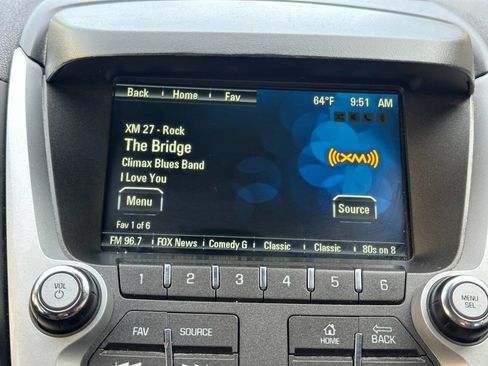 Back Home Fav
64°F 9:51 AM
XM 27 - Rock
The Bridge
Climax Blues Band
I Love You
((((XM))))
Menu
Source
Fav 1 of 6
FM 96.7 FOX News Comedy G Classic Classic 80s on 8
1 2 3 4 5 6
VOL
MENU
SEL
FAV SOURCE
HOME BACK